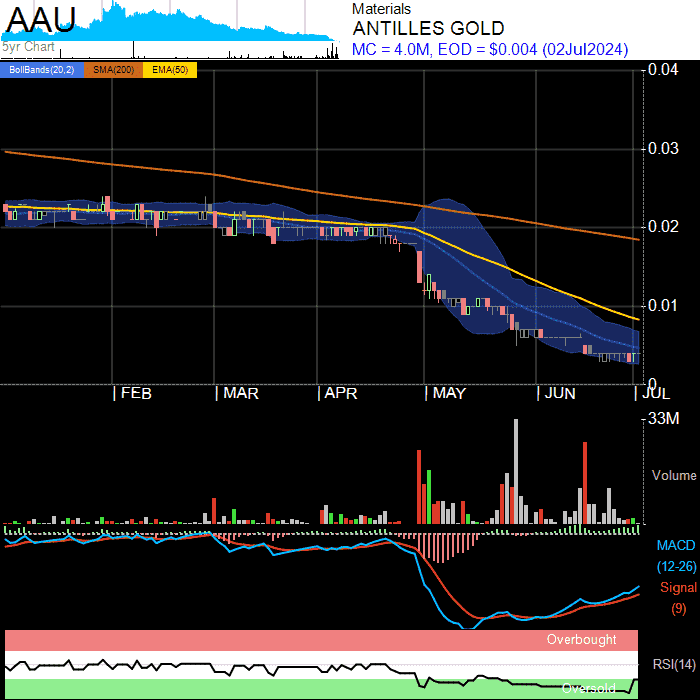 AAU
5yr Chart
Materials
ANTILLES GOLD
MC = 4.0M, EOD = $0.004 (02Jul2024)
BollBands(20,2) SMA(200) EMA(50)
0.04
0.03
0.02
0.01
0
FEB MAR APR MAY JUN JUL
33M
Volume
MACD
(12-26)
Signal
(9)
Overbought
RSI(14)
Oversold